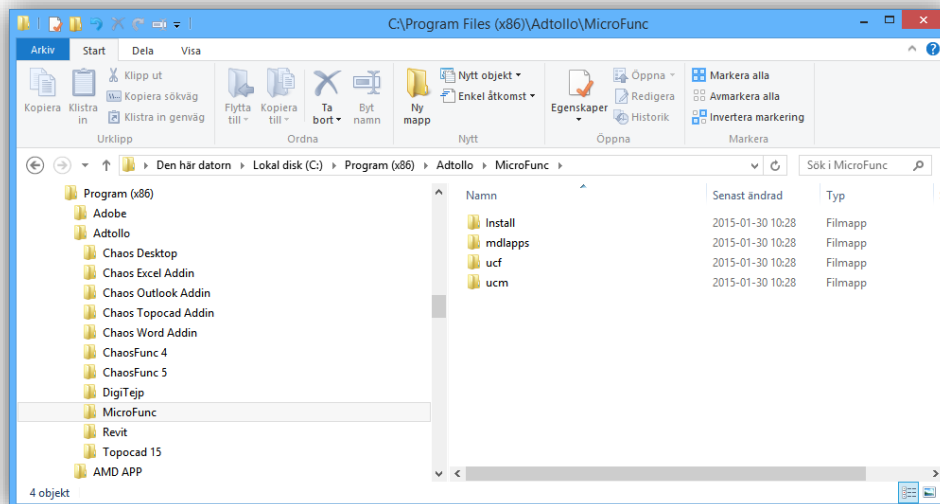 C:\Program Files (x86)\Adtollo\MicroFunc
Arkiv Start Dela Visa
Kopiera Klistra in Klipp ut Kopiera sökväg Klistra in genväg
Flytta till Kopiera till Ta bort Byt namn
Ny mapp Nytt objekt Enkel åtkomst
Egenskaper Öppna Redigera Historik
Markera alla Avmarkera alla Invertera markering
Urklipp Ordna Nytt Öppna Markera
Den här datorn Lokal disk (C:) Program (x86) Adtollo MicroFunc Sök i MicroFunc
Program (x86)
Adobe
Adtollo
Chaos Desktop
Chaos Excel Addin
Chaos Outlook Addin
Chaos Topocad Addin
Chaos Word Addin
ChaosFunc 4
ChaosFunc 5
DigiTejp
MicroFunc
Revit
Topocad 15
AMD APP
Namn Senast ändrad Typ
Install 2015-01-30 10:28 Filmapp
mdlapps 2015-01-30 10:28 Filmapp
ucf 2015-01-30 10:28 Filmapp
ucm 2015-01-30 10:28 Filmapp
4 objekt